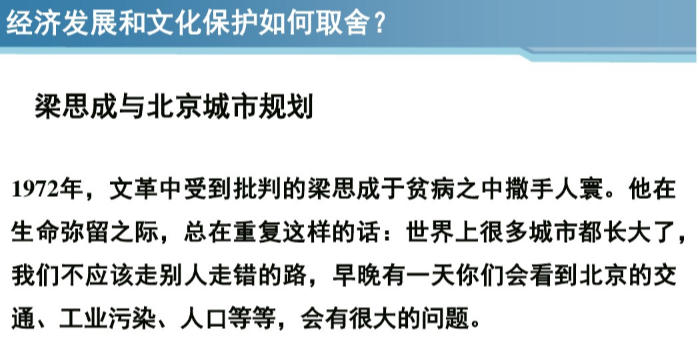 经济发展和文化保护如何取舍？
梁思成与北京城市规划
1972年，文革中受到批判的梁思成于贫病之中撒手人寰。他在
生命弥留之际，总在重复这样的话：世界上很多城市都长大了，
我们不应该走别人走错的路，早晚有一天你们会看到北京的交
通、工业污染、人口等等，会有很大的问题。